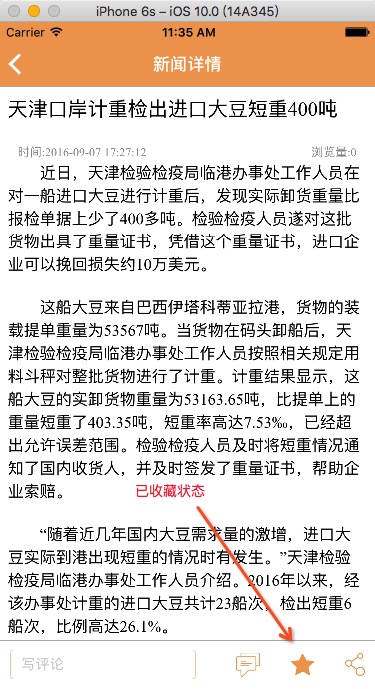 iPhone 6s – iOS 10.0 (14A345)
Carrier 11:35 AM
新闻详情
天津口岸计重检出进口大豆短重400吨
时间:2016-09-07 17:27:12 浏览量:0
近日，天津检验检疫局临港办事处工作人员在
对一船进口大豆进行计重后，发现实际卸货重量比
报检单据上少了400多吨。检验检疫人员遂对这批
货物出具了重量证书，凭借这个重量证书，进口企
业可以挽回损失约10万美元。
这船大豆来自巴西伊塔科蒂亚拉港，货物的装
载提单重量为53567吨。当货物在码头卸船后，天
津检验检疫局临港办事处工作人员按照相关规定用
料斗秤对整批货物进行了计重。计重结果显示，这
船大豆的实卸货物重量为53163.65吨，比提单上的
重量短重了403.35吨，短重率高达7.53‰，已经超
出允许误差范围。检验检疫人员及时将短重情况通
知了国内收货人，并及时签发了重量证书，帮助企
业索赔。
已收藏状态
“随着近几年国内大豆需求量的激增，进口大
豆实际到港出现短重的情况时有发生。”天津检验
检疫局临港办事处工作人员介绍。2016年以来，经
该办事处计重的进口大豆共计23船次，检出短重6
船次，比例高达26.1%。
写评论